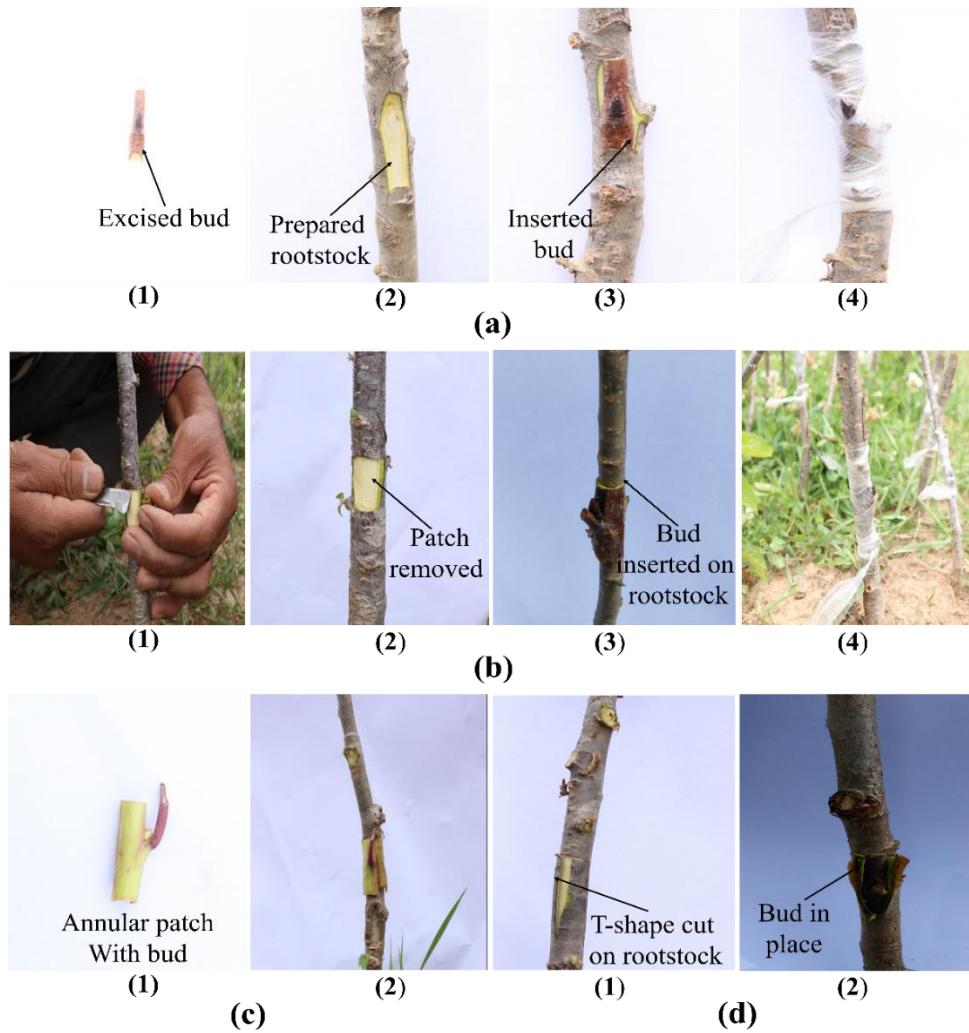 Excised bud
Prepared
rootstock
Inserted
bud
(1)
(2)
(3)
(4)
(a)
Patch
removed
Bud
inserted on
rootstock
(1)
(2)
(3)
(4)
(b)
Annular patch
With bud
T-shape cut
on rootstock
Bud in
place
(1)
(2)
(1)
(2)
(c)
(d)